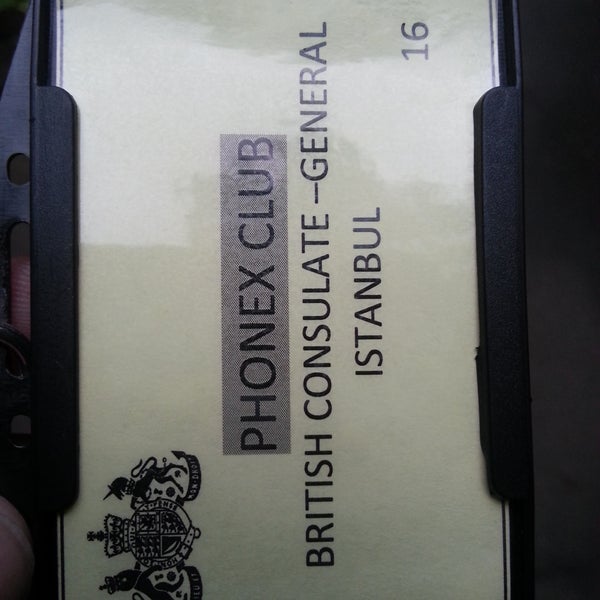 PHONEX CLUB
BRITISH CONSULATE –GENERAL
ISTANBUL
16